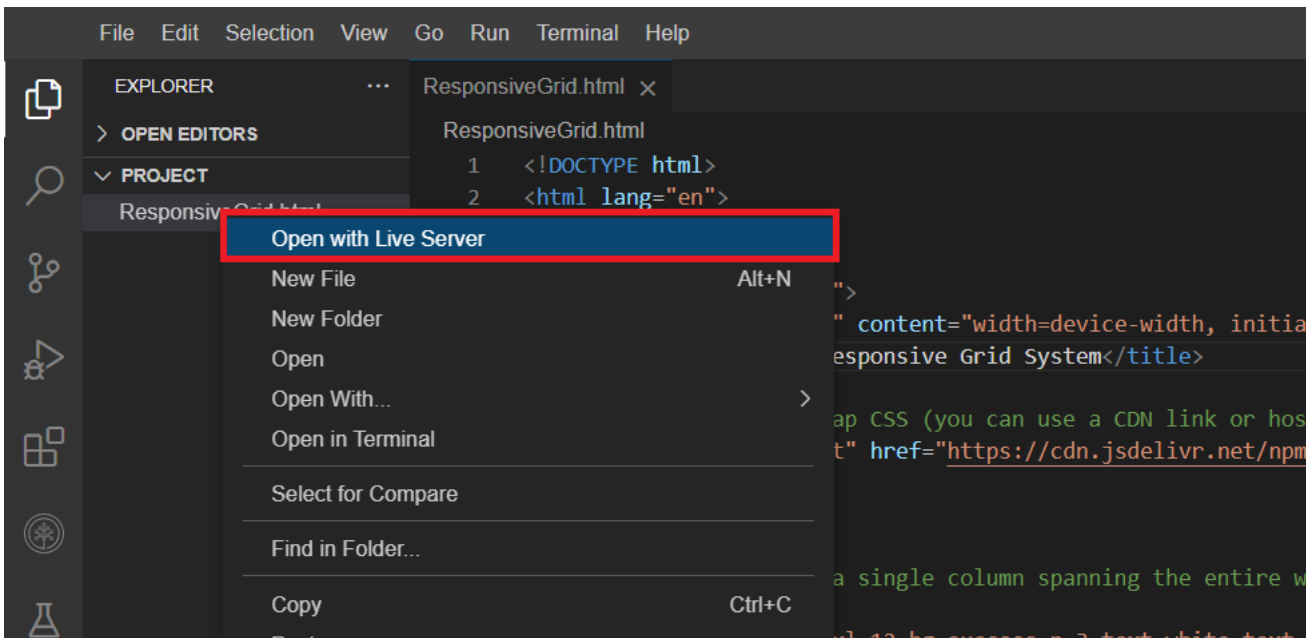 File Edit Selection View Go Run Terminal Help
EXPLORER ···
OPEN EDITORS
PROJECT
ResponsiveGrid.html
ResponsiveGrid.html
ResponsiveGrid.html
1 <!DOCTYPE html>
2 <html lang="en">
">
" content="width=device-width, initia
esponsive Grid System</title>
ap CSS (you can use a CDN link or hos
t" href="https://cdn.jsdelivr.net/npm
a single column spanning the entire w
Open with Live Server
New File Alt+N
New Folder
Open
Open With...
Open in Terminal
Select for Compare
Find in Folder...
Copy Ctrl+C